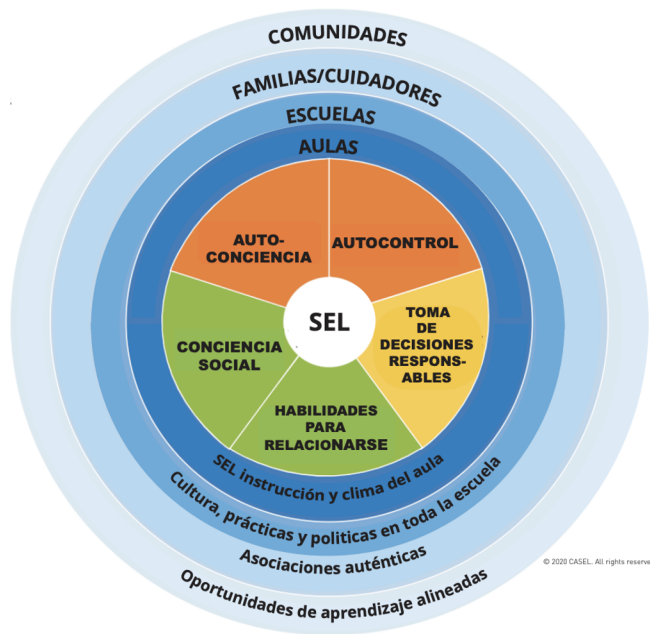 COMUNIDADES
FAMILIAS/CUIDADORES
ESCUELAS
AULAS
AUTO-
CONCIENCIA
AUTOCONTROL
SEL
TOMA
DE
DECISIONES
RESPONS-
ABLES
CONCIENCIA
SOCIAL
HABILIDADES
PARA
RELACIONARSE
SEL instrucción y clima del aula
Cultura, prácticas y politicas en toda la escuela
Asociaciones auténticas
Oportunidades de aprendizaje alineadas
© 2020 CASEL. All rights reserve